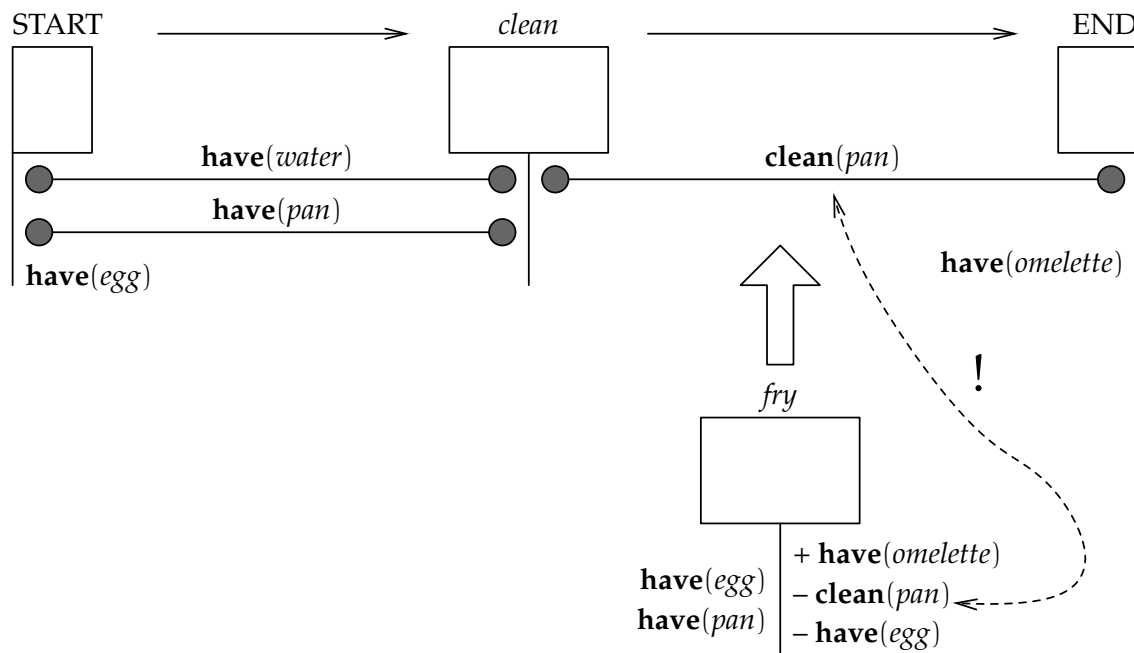 START clean END
have(water) clean(pan)
have(pan)
have(egg) have(omelette)
!
fry
+ have(omelette)
have(egg) − clean(pan)
have(pan) − have(egg)